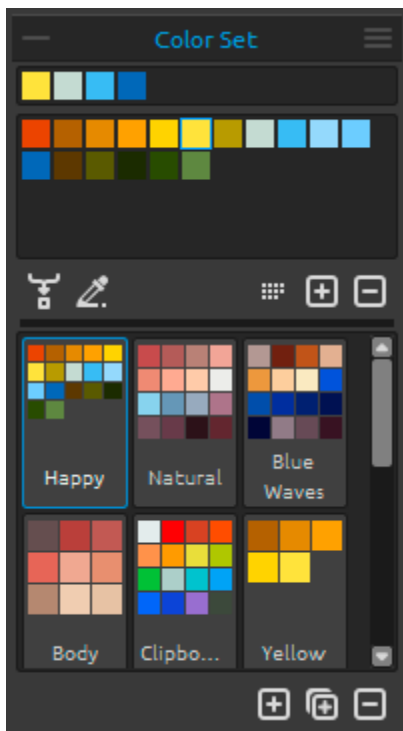 Color Set
Happy
Natural
Blue
Waves
Body
Clipbo...
Yellow